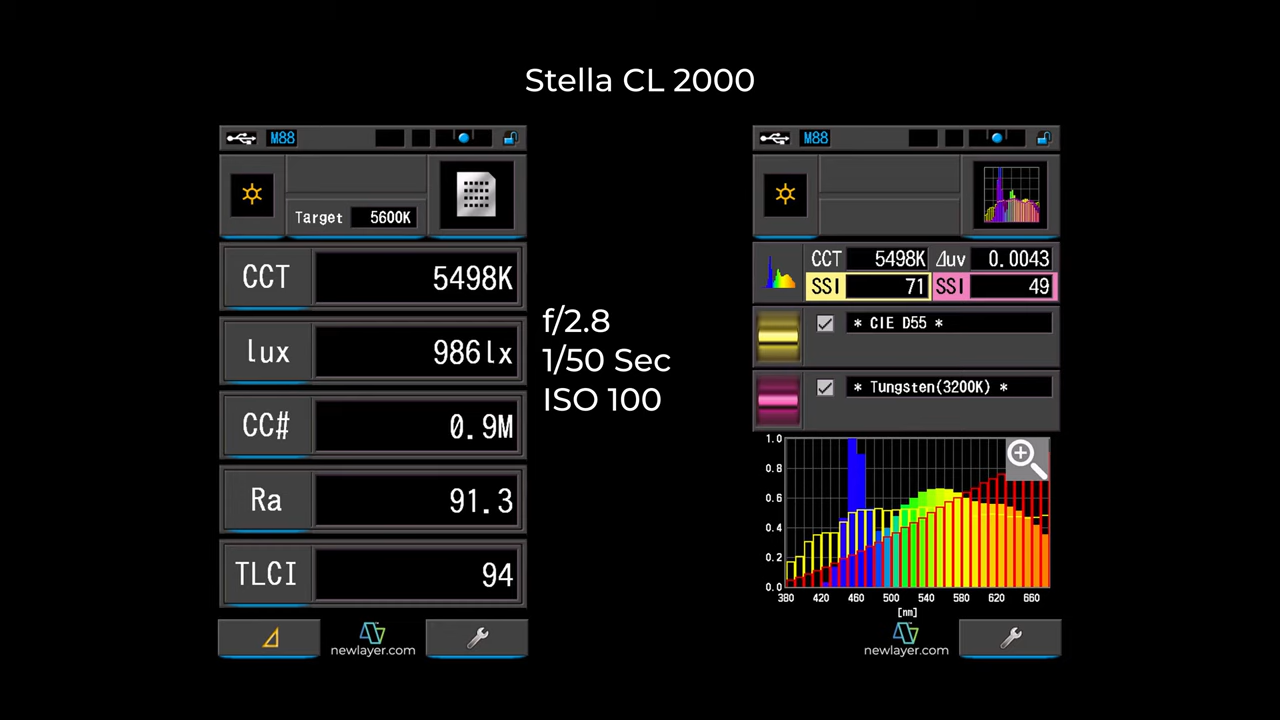 Stella CL 2000
M88
Target 5600K
CCT 5498K
lux 986lx
CC# 0.9M
Ra 91.3
TLCI 94
newlayer.com
f/2.8
1/50 Sec
ISO 100
M88
CCT 5498K Δuv 0.0043
SSI 71 SSI 49
* CIE D55 *
* Tungsten(3200K) *
1.0
0.8
0.6
0.4
0.2
0.0
380 420 460 500 540 580 620 660
[nm]
newlayer.com